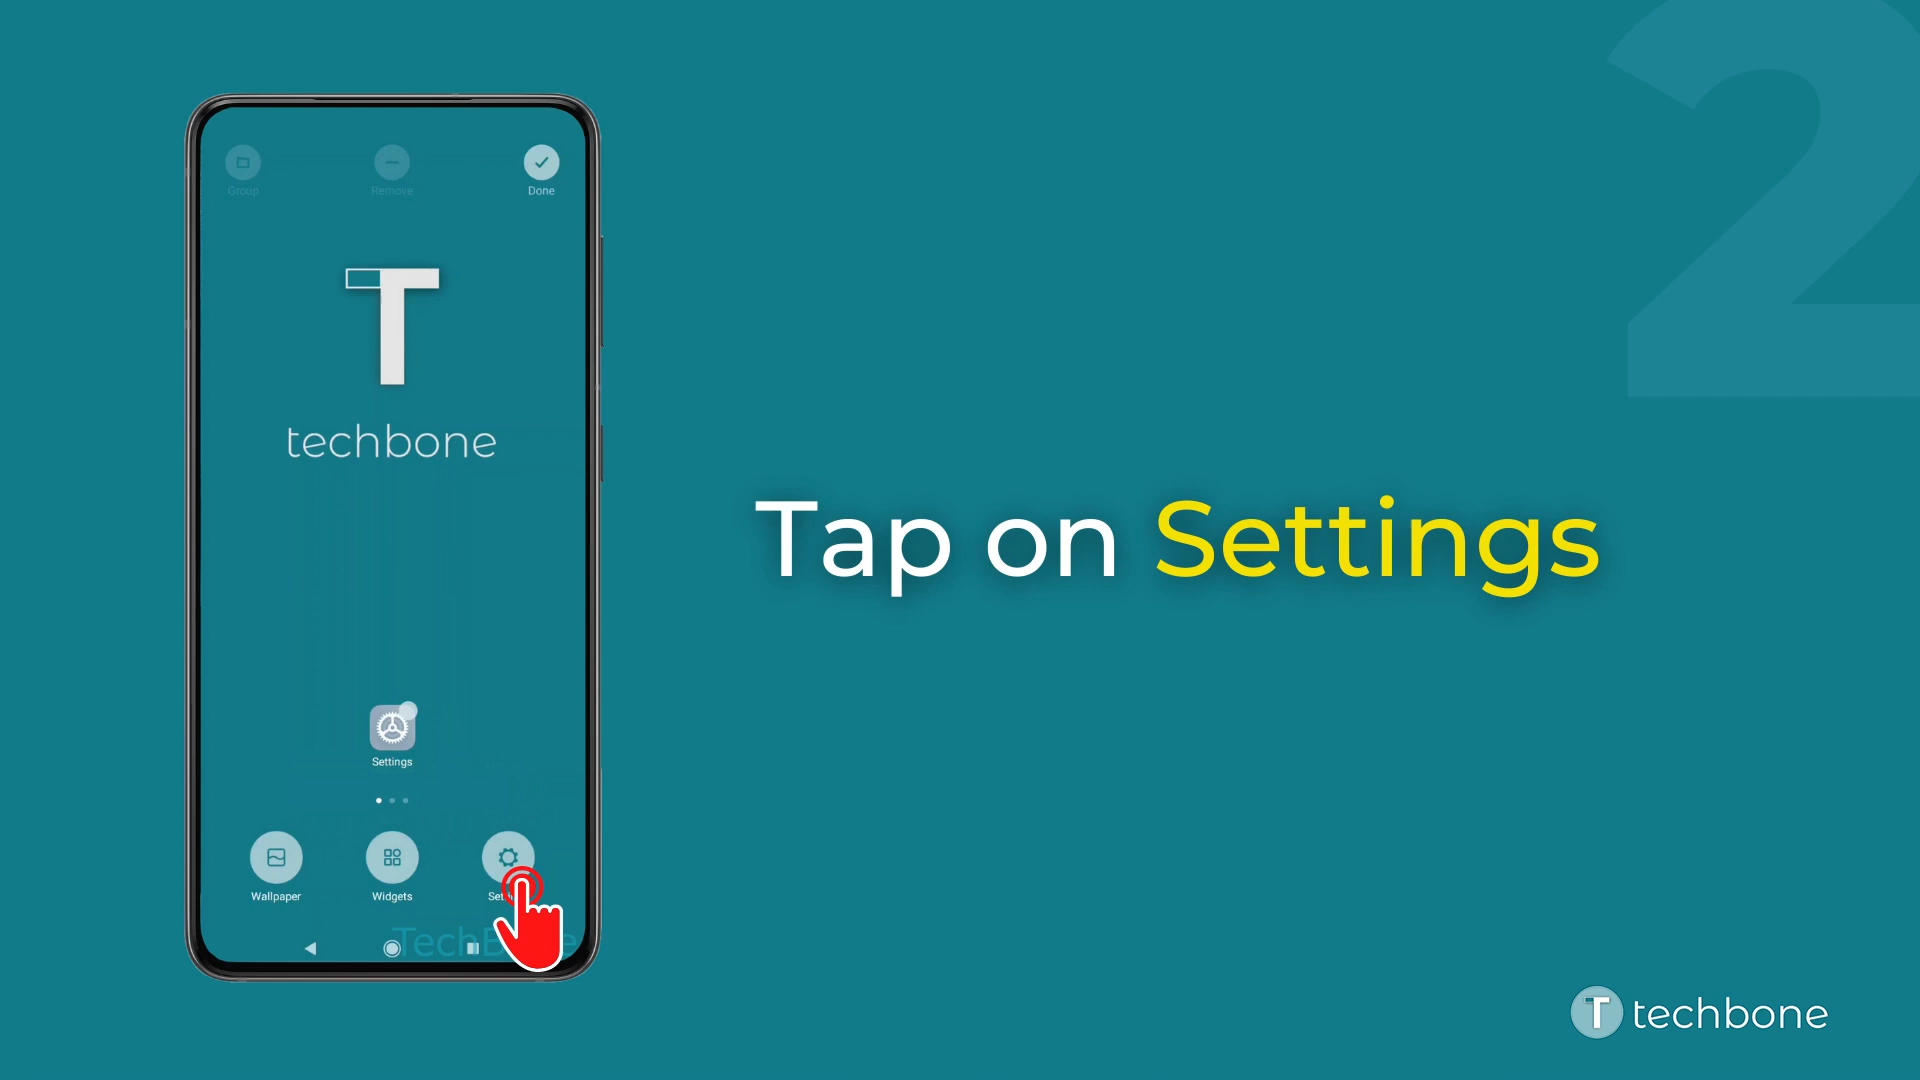 2
Group
Remove
Done
T
techbone
Tap on Settings
Settings
Wallpaper
Widgets
T techbone